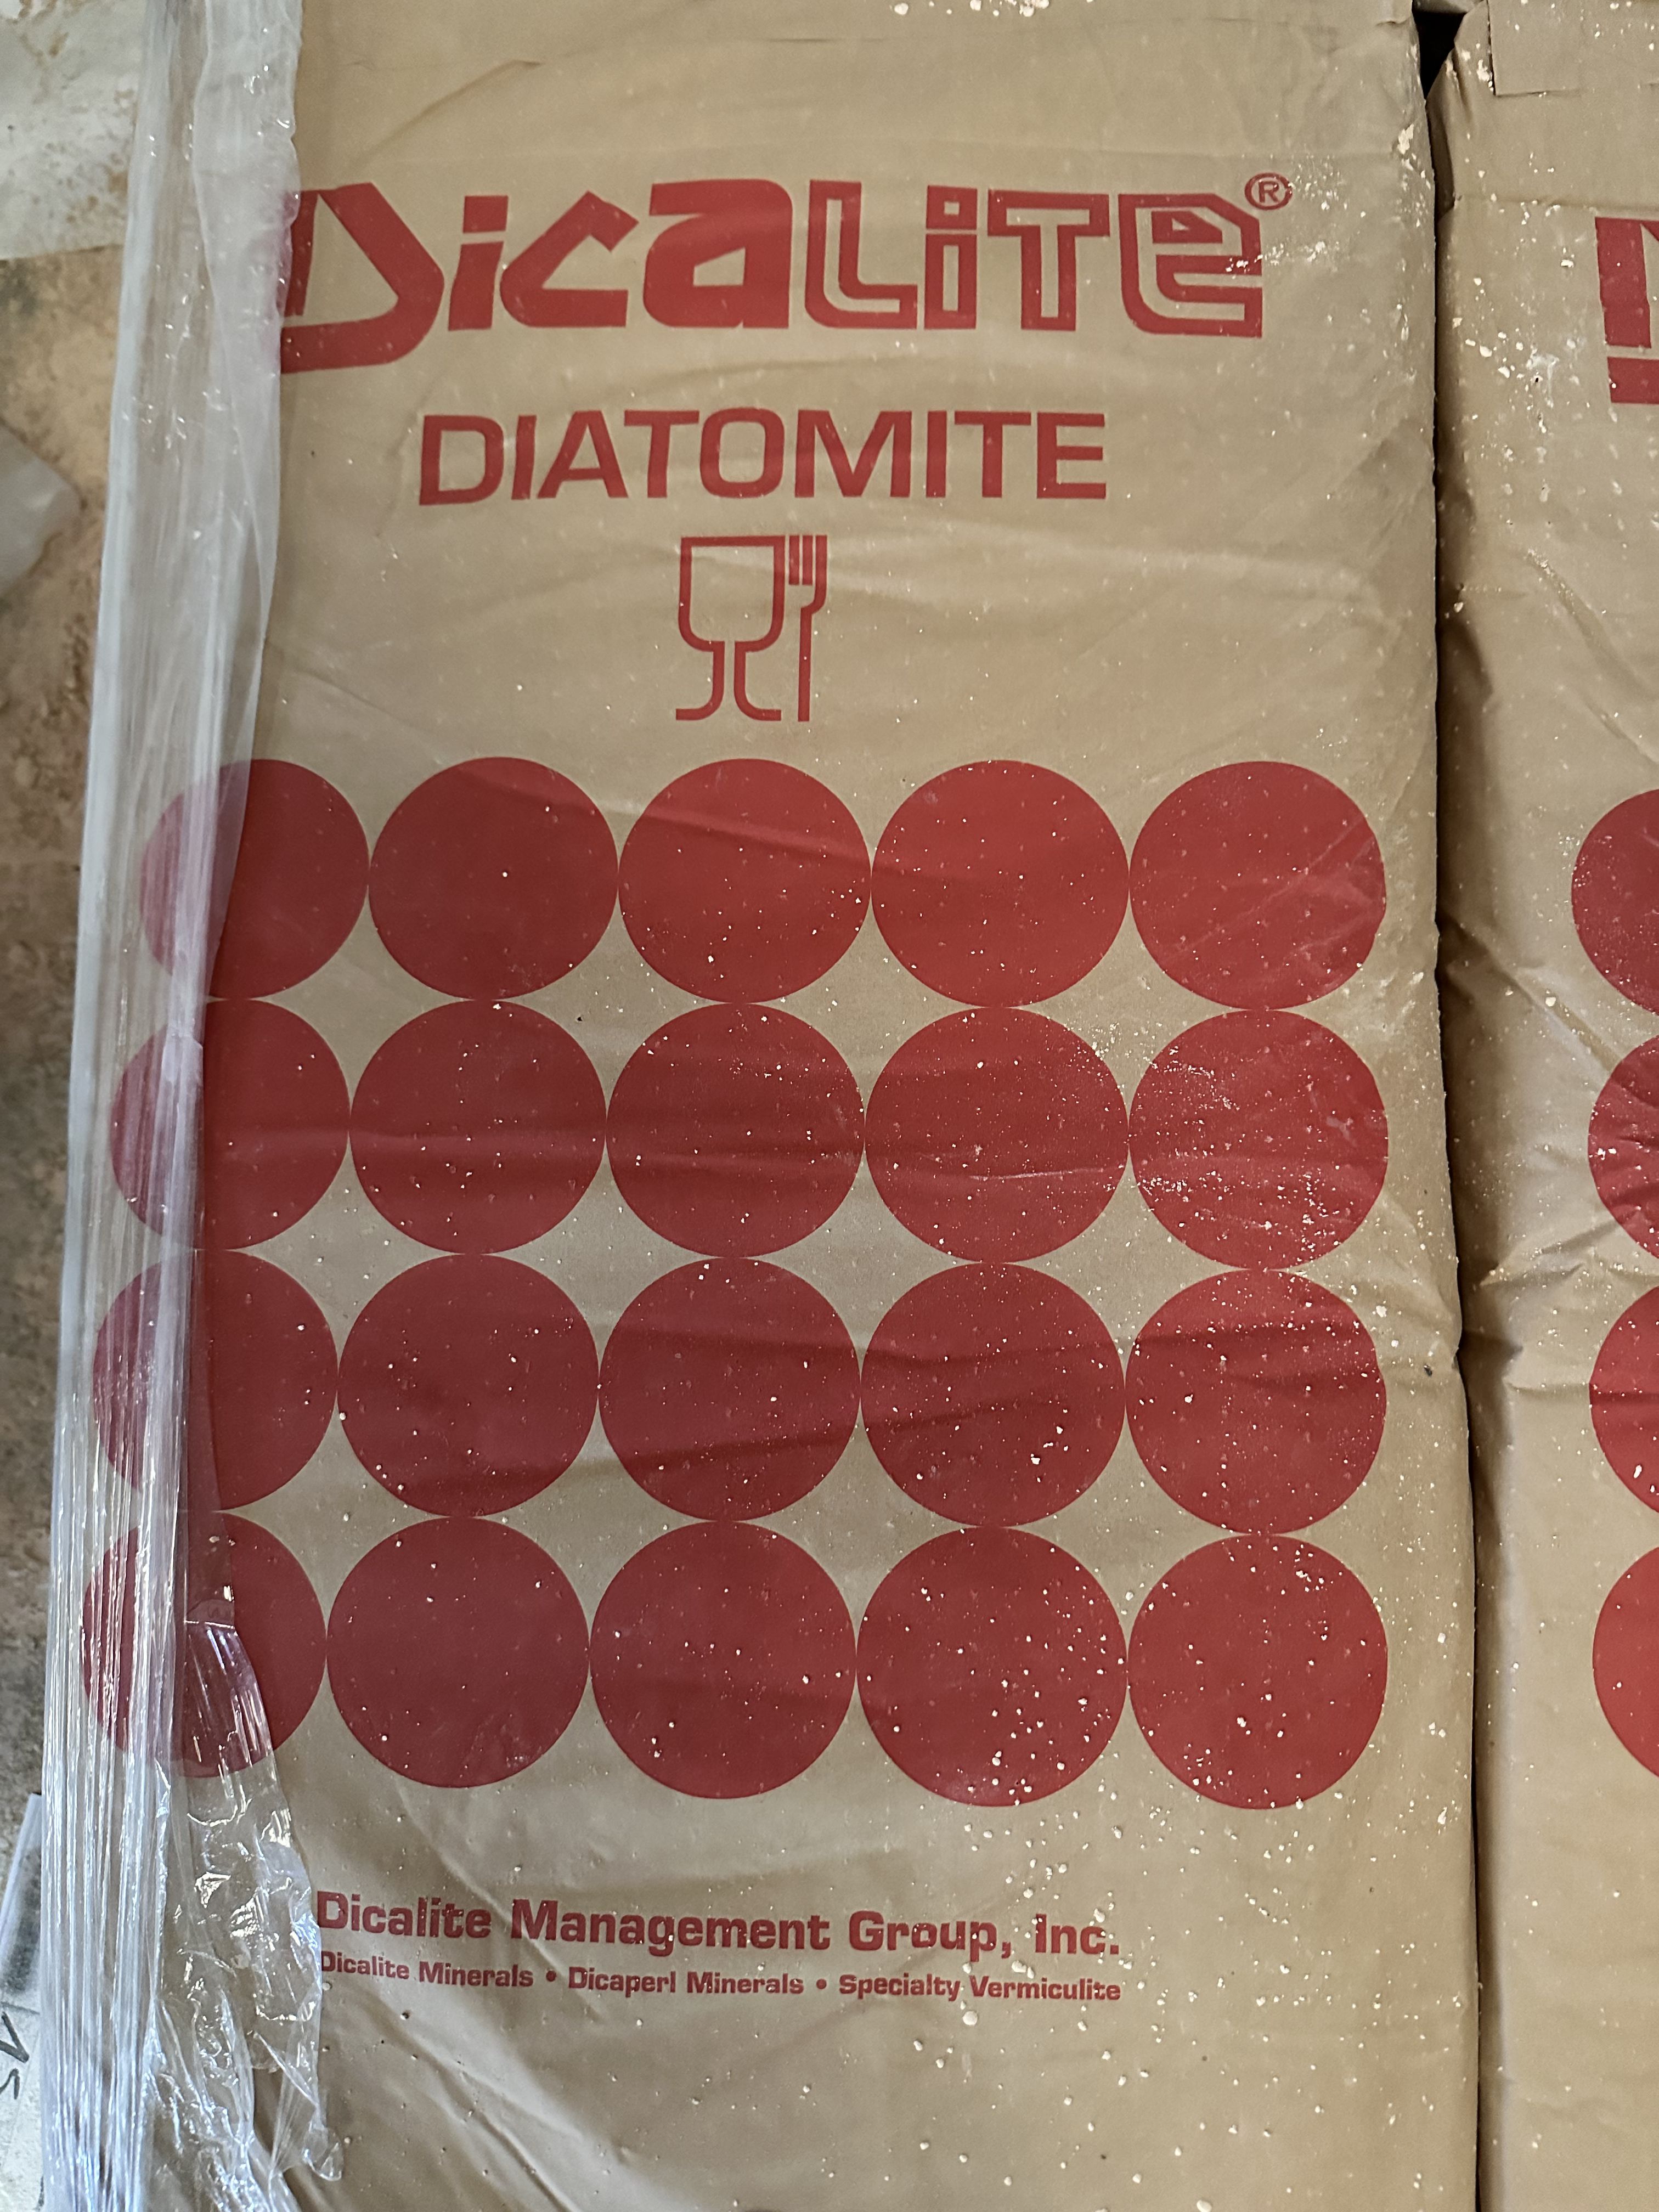 Dicalite®
DIATOMITE
Dicalite Management Group, Inc.
Dicalite Minerals • Dicaperl Minerals • Specialty Vermiculite